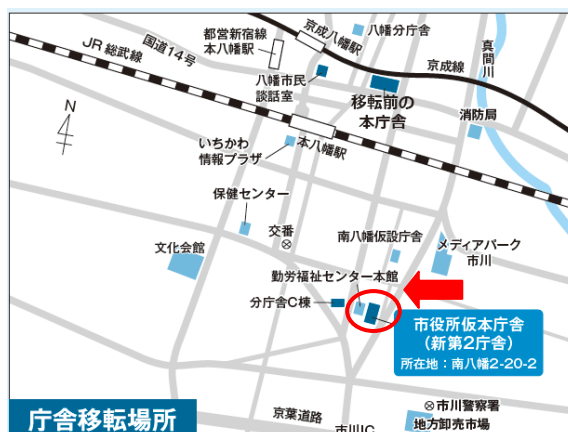 都営新宿線
本八幡駅
京成八幡駅
八幡分庁舎
国道14号
JR 総武線
京成線
真間川
八幡市民
談話室
移転前の
本庁舎
消防局
N
いちかわ
情報プラザ
本八幡駅
保健センター
交番
南八幡仮設庁舎
メディアパーク
市川
文化会館
勤労福祉センター本館
分庁舎C棟
市役所仮本庁舎
(新第2庁舎)
所在地:南八幡2-20-2
市川警察署
地方卸売市場
京葉道路
市川IC
庁舎移転場所